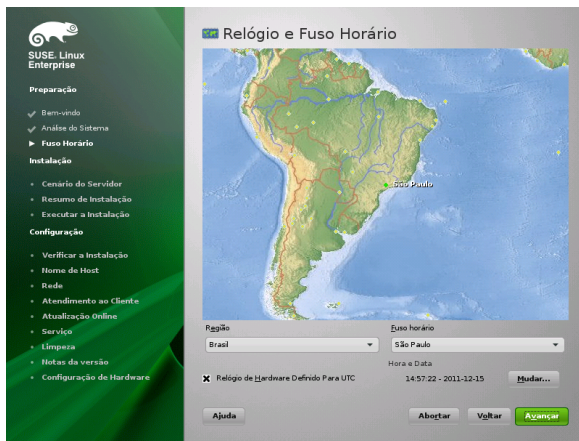 SUSE. Linux
Enterprise
Preparação
Bem-vindo
Análise do Sistema
Fuso Horário
Instalação
Cenário do Servidor
Resumo de Instalação
Executar a Instalação
Configuração
Verificar a Instalação
Nome de Host
Rede
Atendimento ao Cliente
Atualização Online
Serviço
Limpeza
Notas da versão
Configuração de Hardware
Relógio e Fuso Horário
São Paulo
Região
Fuso horário
Brasil
São Paulo
Hora e Data
Relógio de Hardware Definido Para UTC
14:57:22 - 2011-12-15
Mudar...
Ajuda
Abortar
Voltar
Avançar